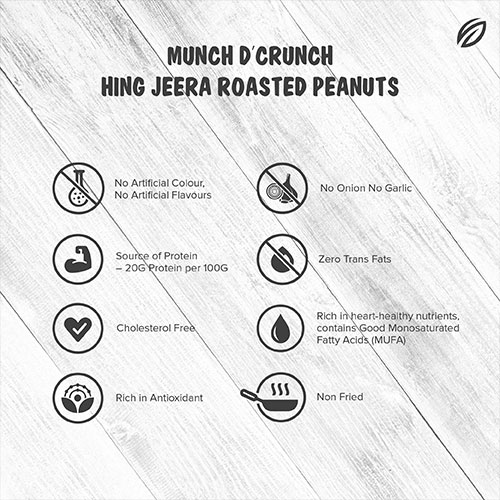 MUNCH D'CRUNCH
HING JEERA ROASTED PEANUTS
No Artificial Colour,
No Artificial Flavours
No Onion No Garlic
Source of Protein
– 20G Protein per 100G
Zero Trans Fats
Cholesterol Free
Rich in heart-healthy nutrients,
contains Good Monosaturated
Fatty Acids (MUFA)
Rich in Antioxidant
Non Fried